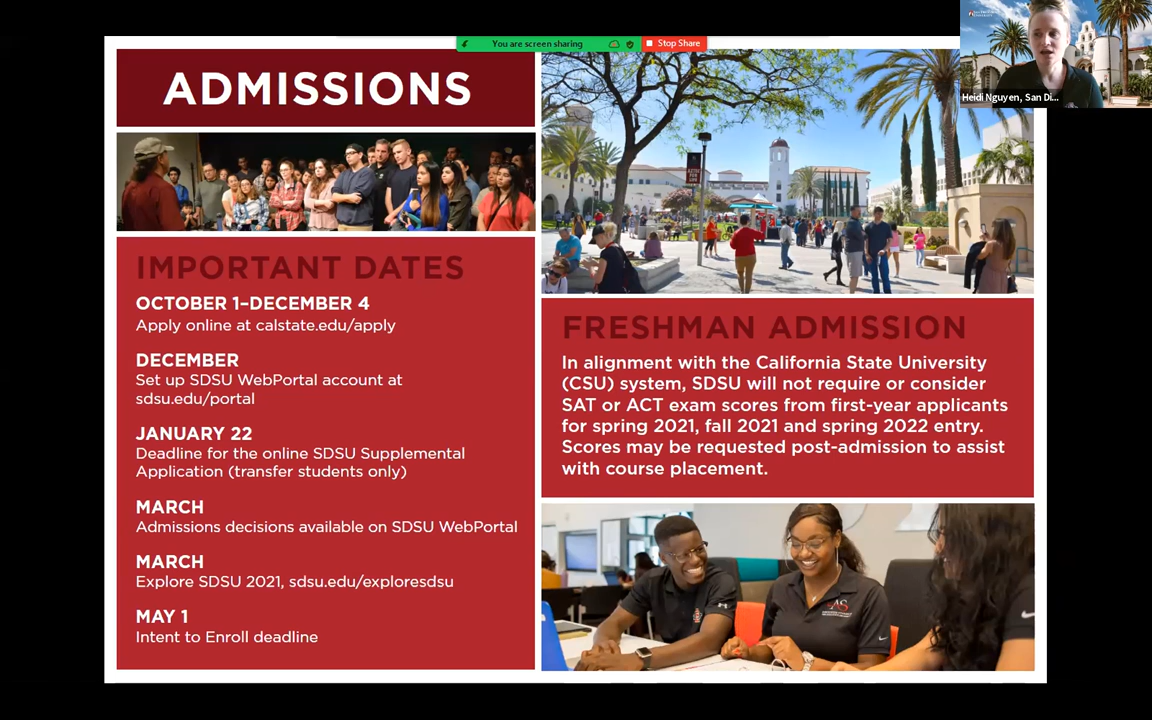 You are screen sharing
Stop Share
Heidi Nguyen, San Di...
ADMISSIONS
IMPORTANT DATES
OCTOBER 1–DECEMBER 4
Apply online at calstate.edu/apply
DECEMBER
Set up SDSU WebPortal account at
sdsu.edu/portal
JANUARY 22
Deadline for the online SDSU Supplemental
Application (transfer students only)
MARCH
Admissions decisions available on SDSU WebPortal
MARCH
Explore SDSU 2021, sdsu.edu/exploresdsu
MAY 1
Intent to Enroll deadline
FRESHMAN ADMISSION
In alignment with the California State University
(CSU) system, SDSU will not require or consider
SAT or ACT exam scores from first-year applicants
for spring 2021, fall 2021 and spring 2022 entry.
Scores may be requested post-admission to assist
with course placement.
AS